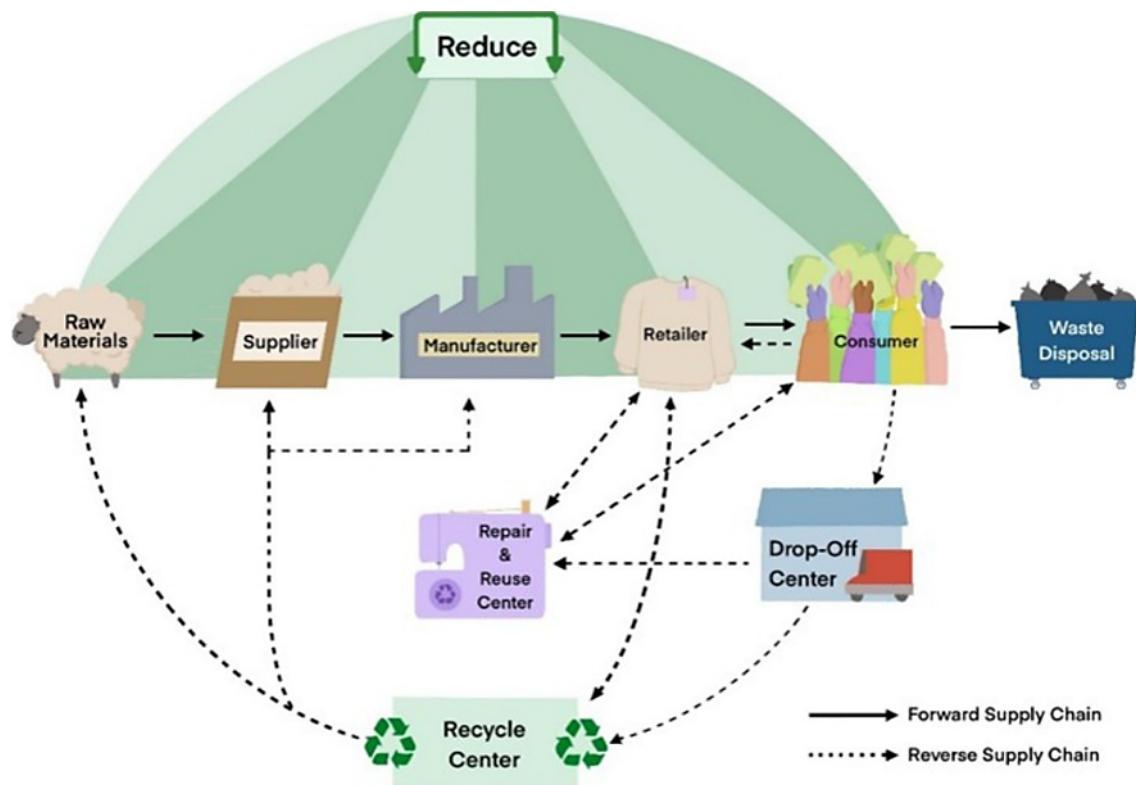 Reduce
Raw
Materials
Supplier
Manufacturer
Retailer
Consumer
Waste
Disposal
Repair
&
Reuse
Center
Drop-Off
Center
Recycle
Center
Forward Supply Chain
Reverse Supply Chain